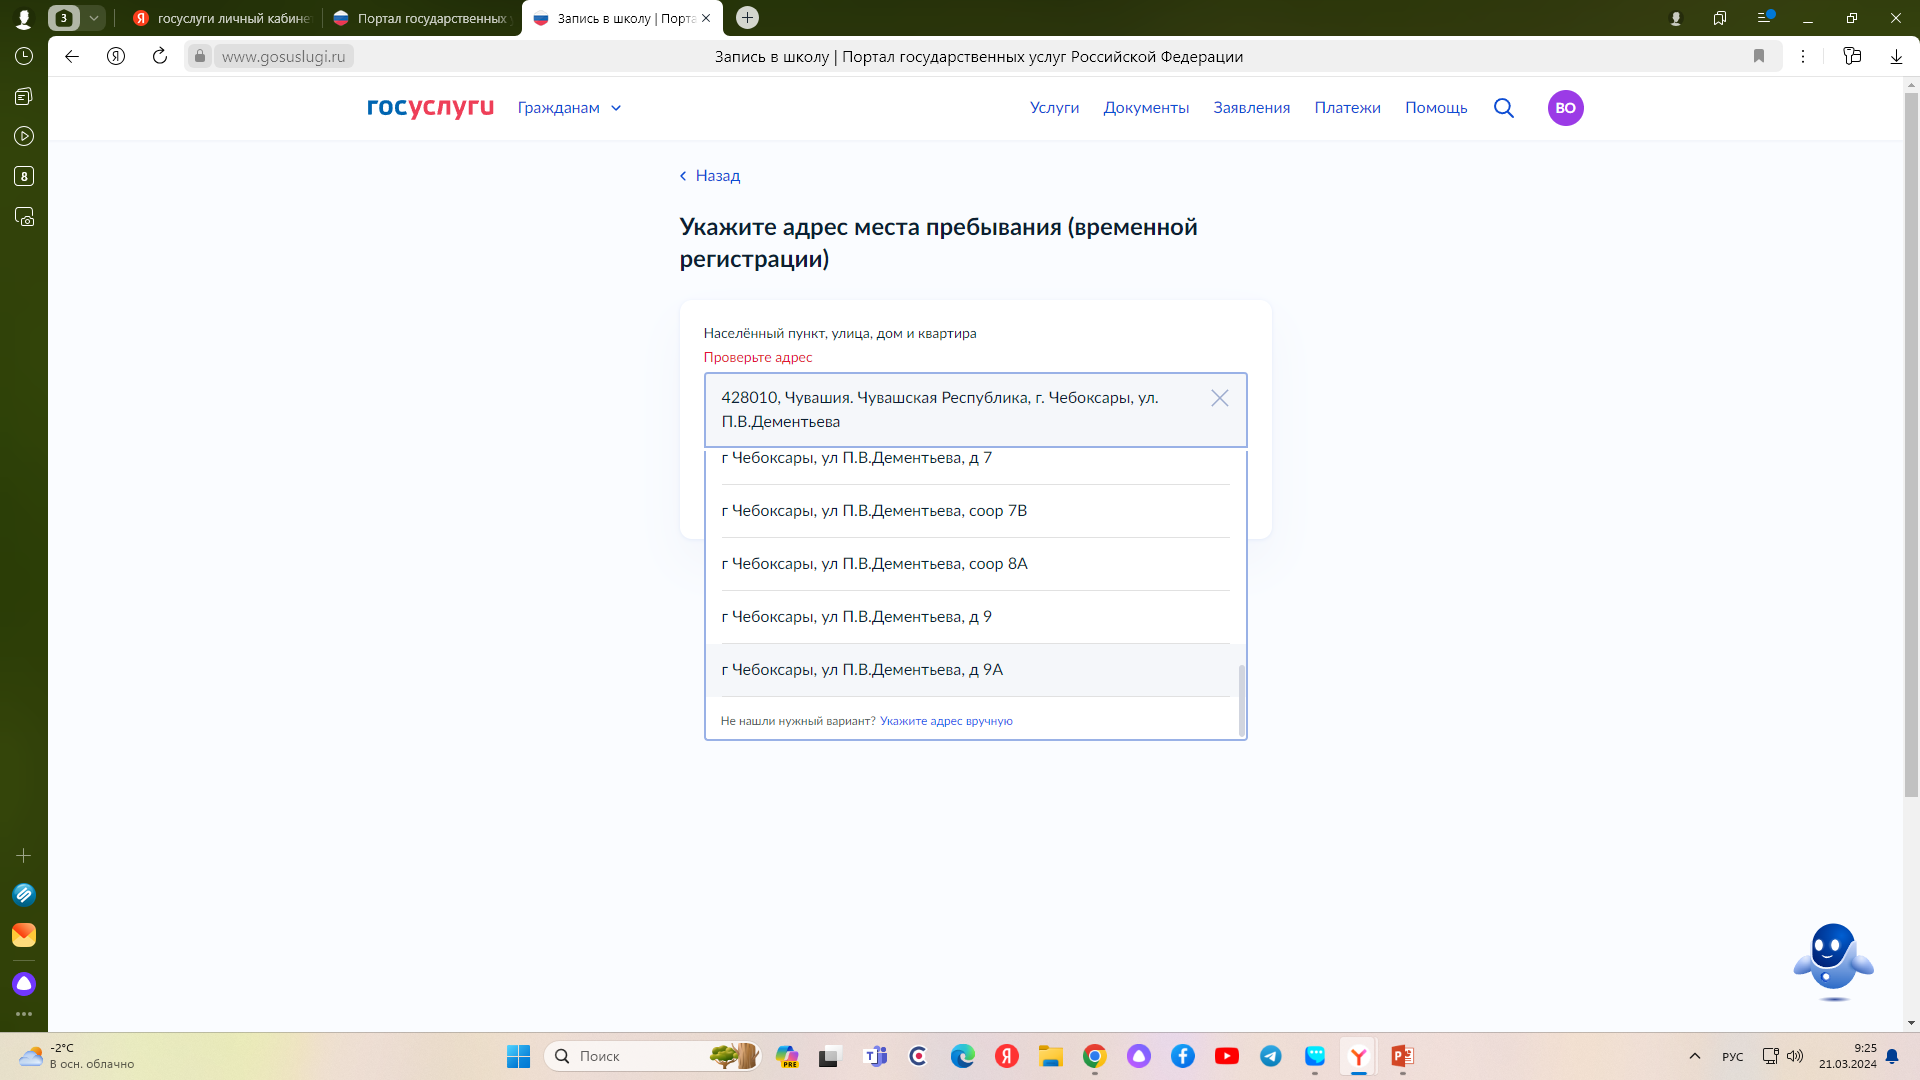 3
госуслуги личный кабине
Портал государственных
Запись в школу | Порта
www.gosuslugi.ru
Запись в школу | Портал государственных услуг Российской Федерации
8
госуслуги
Гражданам
Услуги
Документы
Заявления
Платежи
Помощь
ВО
Назад
Укажите адрес места пребывания (временной
регистрации)
Населённый пункт, улица, дом и квартира
Проверьте адрес
428010, Чувашия. Чувашская Республика, г. Чебоксары, ул.
П.В.Дементьева
г Чебоксары, ул П.В.Дементьева, д 7
г Чебоксары, ул П.В.Дементьева, соор 7В
г Чебоксары, ул П.В.Дементьева, соор 8А
г Чебоксары, ул П.В.Дементьева, д 9
г Чебоксары, ул П.В.Дементьева, д 9А
Не нашли нужный вариант? Укажите адрес вручную
-2°C
В осн. облачно
Поиск
PRE
РУС
9:25
21.03.2024